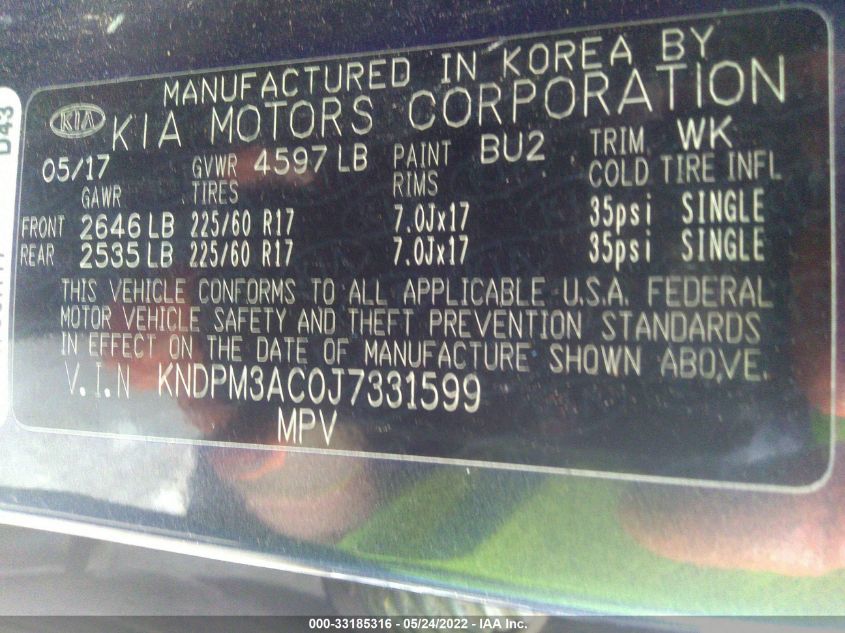 MANUFACTURED IN KOREA BY
KIA KIA MOTORS CORPORATION
05/17 GVWR 4597 LB PAINT BU2 TRIM WK
GAWR TIRES RIMS COLD TIRE INFL
FRONT 2646 LB 225/60 R17 7.0Jx17 35psi SINGLE
REAR 2535 LB 225/60 R17 7.0Jx17 35psi SINGLE
THIS VEHICLE CONFORMS TO ALL APPLICABLE U.S.A. FEDERAL
MOTOR VEHICLE SAFETY AND THEFT PREVENTION STANDARDS
IN EFFECT ON THE DATE OF MANUFACTURE SHOWN ABOVE.
V.I.N KNDPM3AC0J7331599
MPV
D43
000-33185316 - 05/24/2022 - IAA Inc.